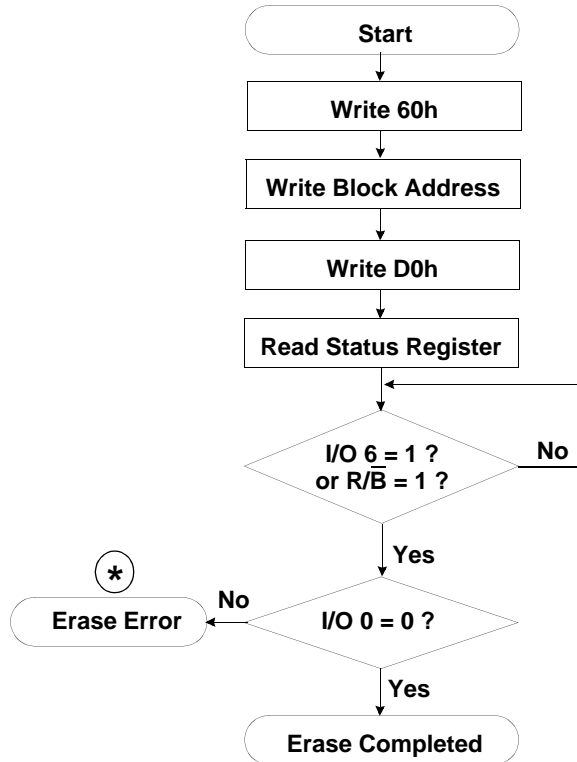 Start
Write 60h
Write Block Address
Write D0h
Read Status Register
I/O 6 = 1 ?
or R/B̅ = 1 ?
No
Yes
*
Erase Error
No
I/O 0 = 0 ?
Yes
Erase Completed